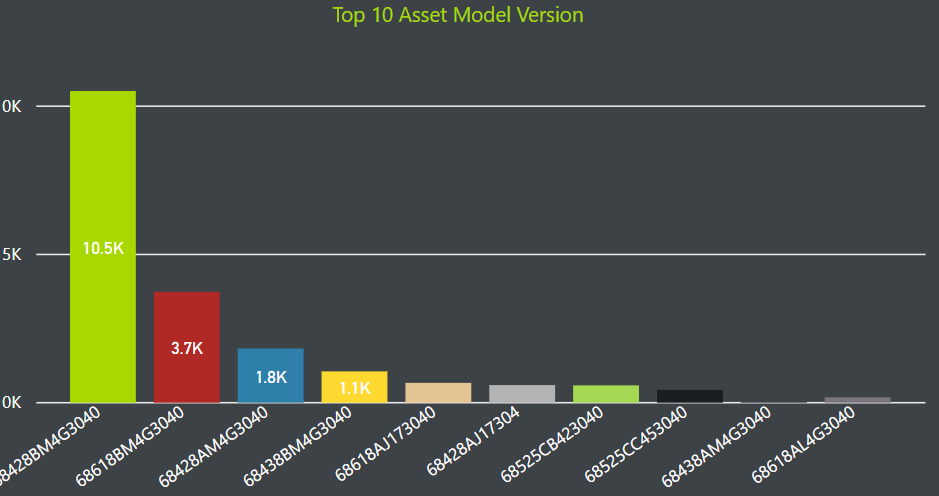 Top 10 Asset Model Version
0K
5K
0K
10.5K
3.7K
1.8K
1.1K
68428BM4G3040
68618BM4G3040
68428AM4G3040
68438BM4G3040
68618AJ173040
68428AJ17304
68525CB423040
68525CC453040
68438AM4G3040
68618AL4G3040